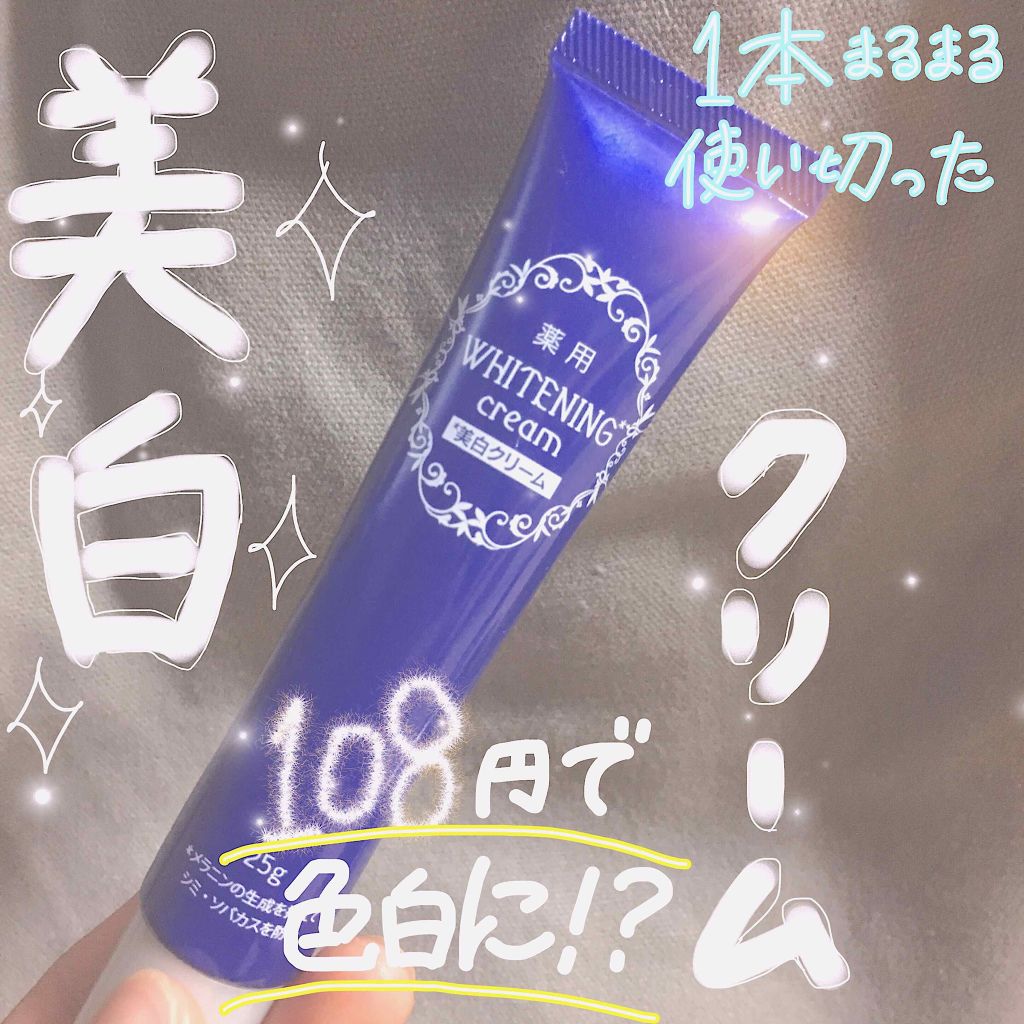 1本まるまる
使い切った
美白
クリーム
薬用
WHITENING
cream
*美白クリーム
108円で
色白に!?
25g
*メラニンの生成を
シミ・ソバカスを防